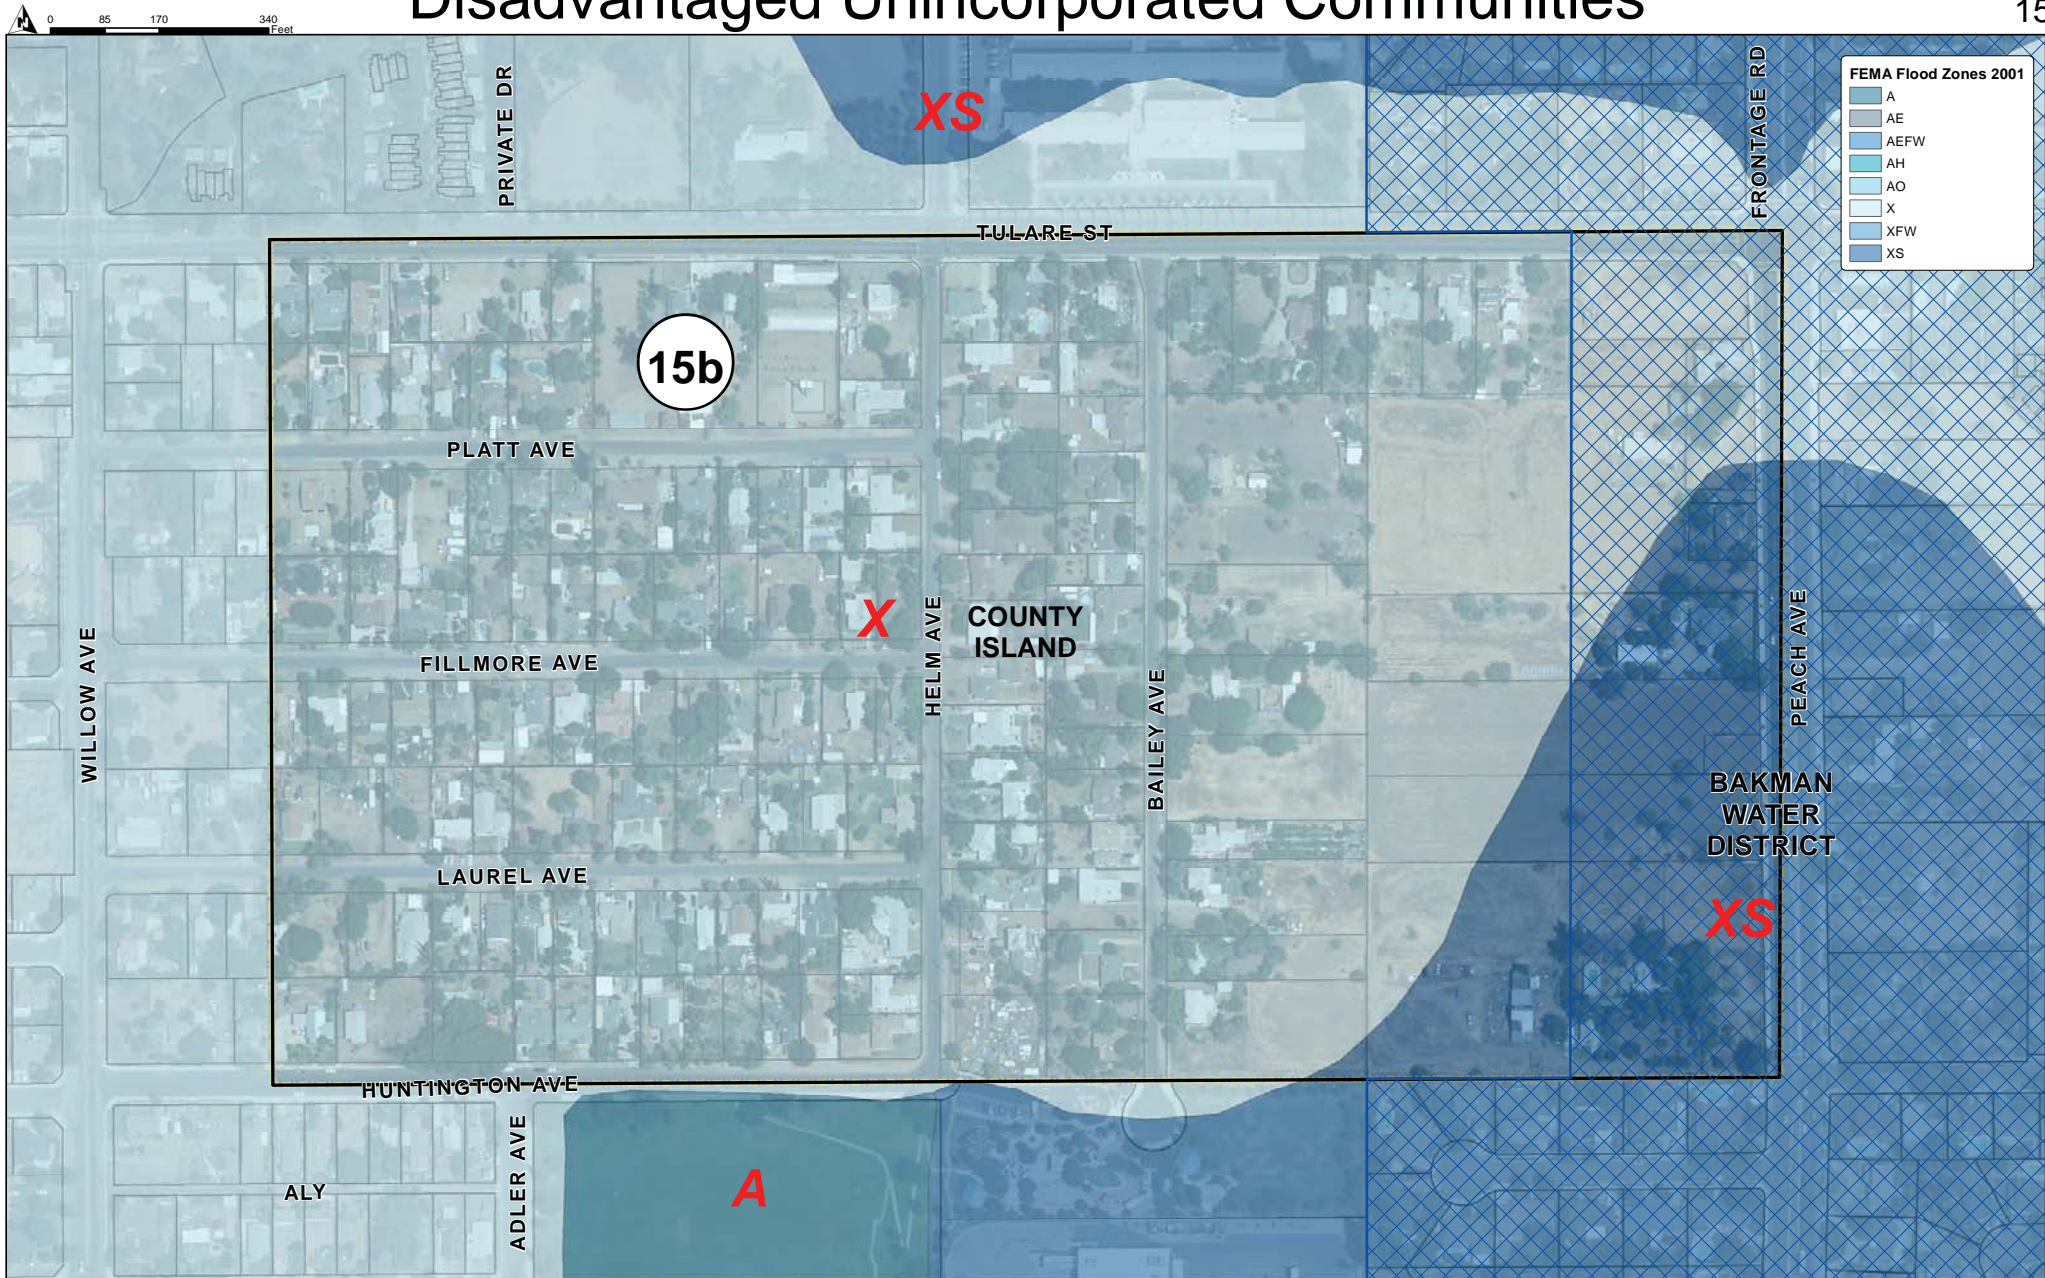 Disadvantaged Unincorporated Communities
15
0 85 170 340
Feet
FEMA Flood Zones 2001
A
AE
AEFW
AH
AO
X
XFW
XS
PRIVATE DR
XS
FRONTAGE RD
TULARE ST
15b
PLATT AVE
X
COUNTY
ISLAND
HELM AVE
FILLMORE AVE
WILLOW AVE
BAILEY AVE
PEACH AVE
BAKMAN
WATER
DISTRICT
LAUREL AVE
XS
HUNTINGTON AVE
ADLER AVE
ALY
A